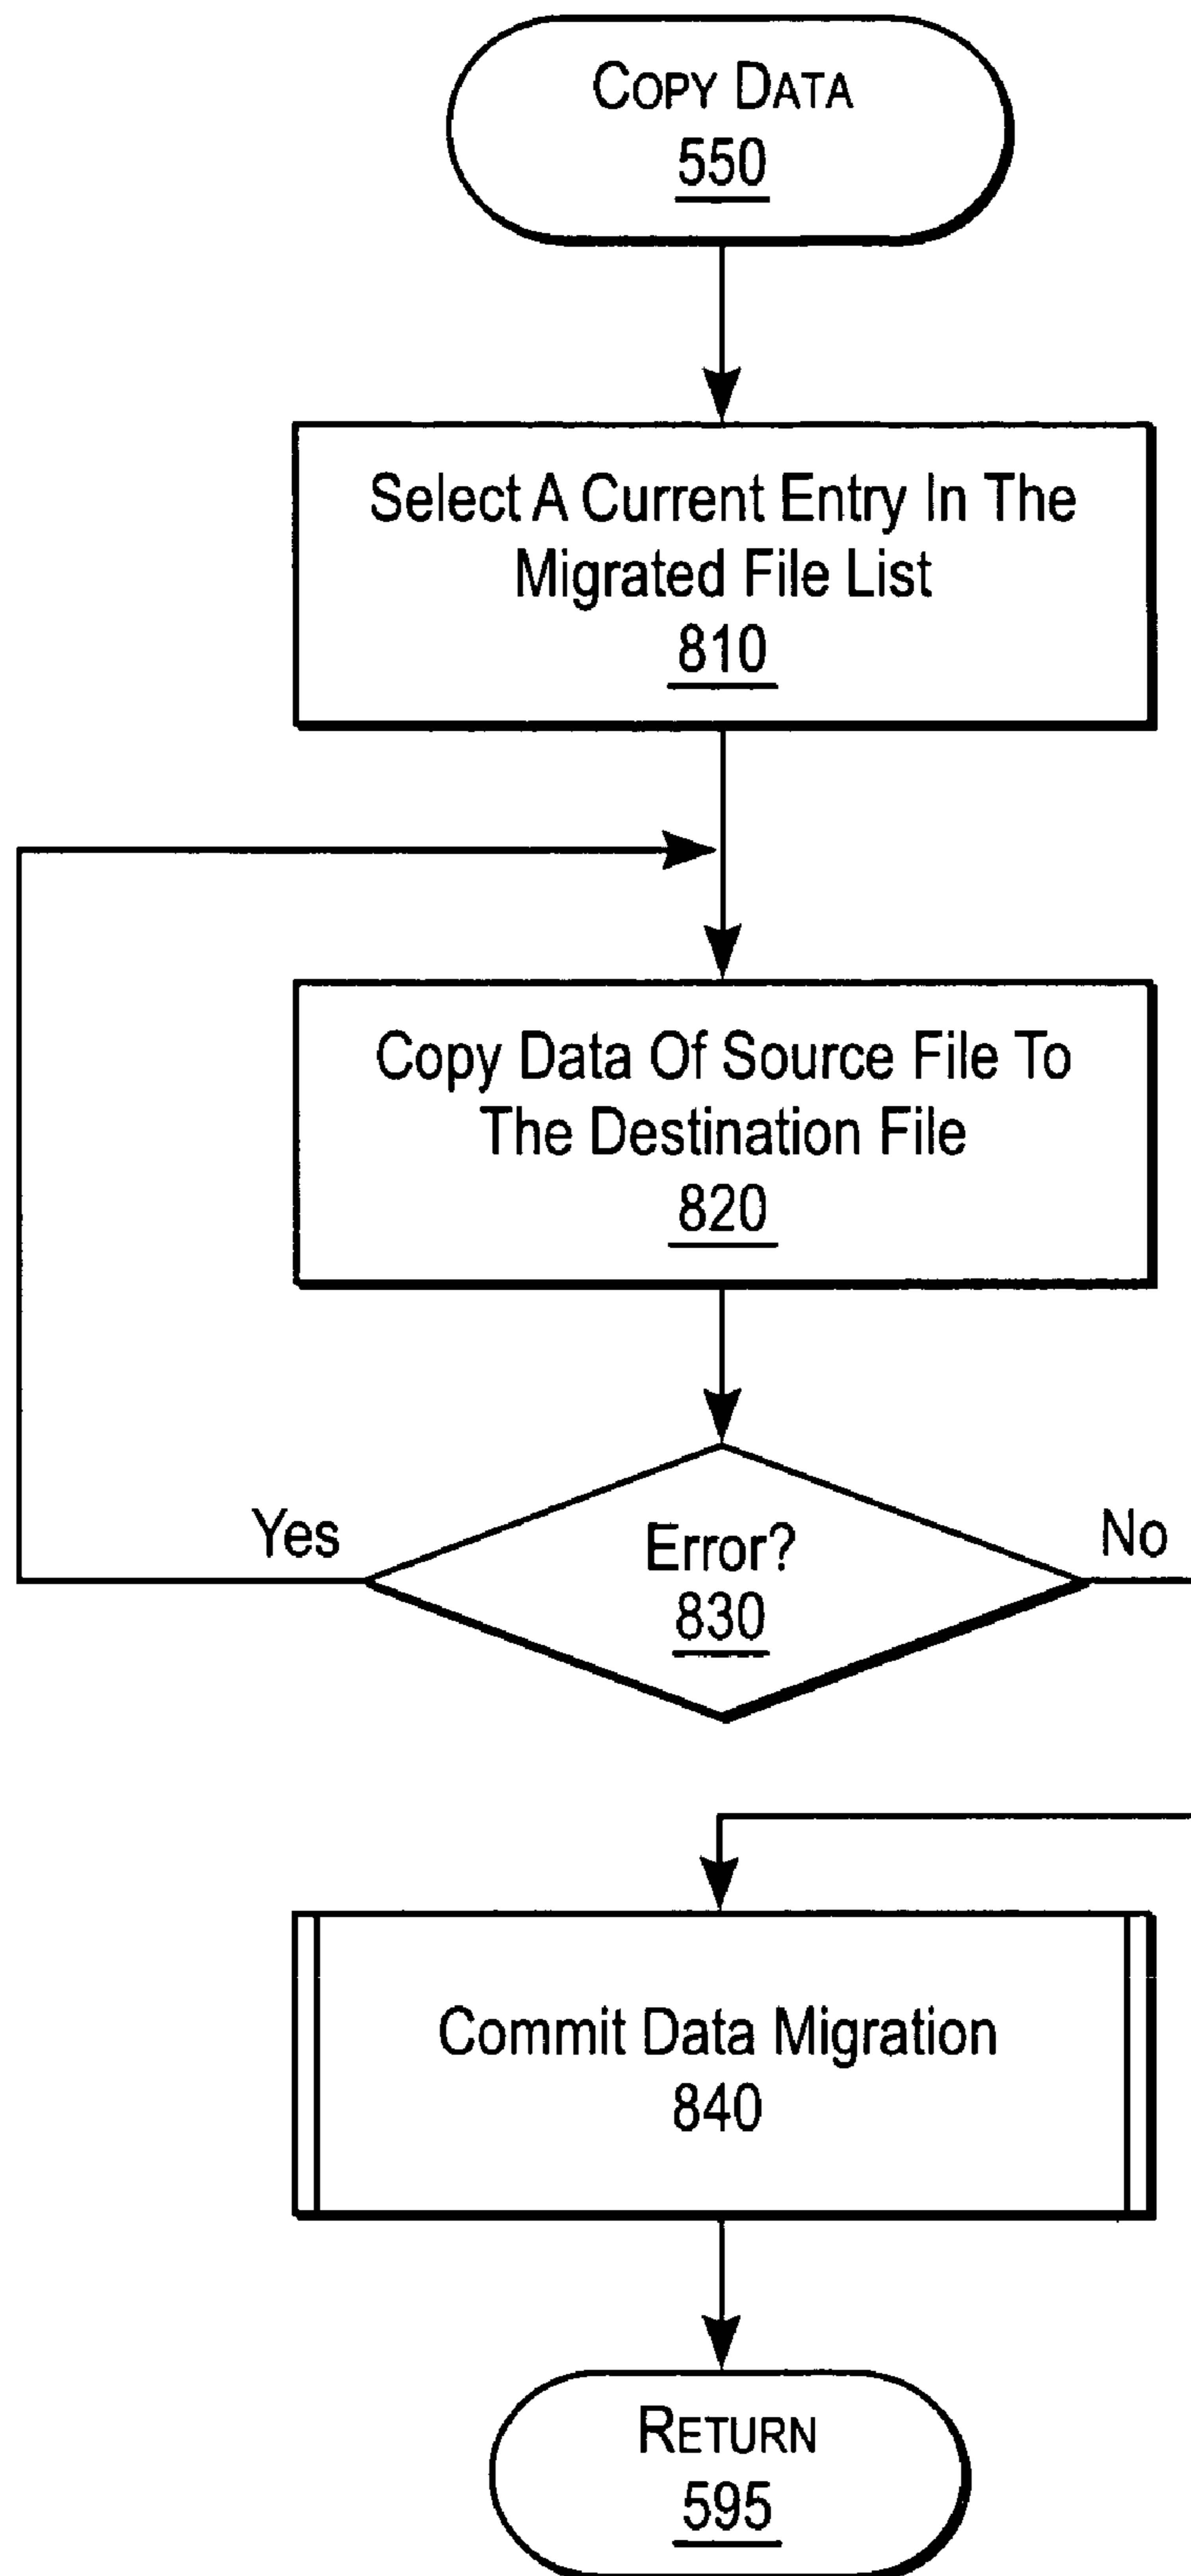 COPY DATA
550
Select A Current Entry In The
Migrated File List
810
Copy Data Of Source File To
The Destination File
820
Yes
Error?
830
No
Commit Data Migration
840
RETURN
595